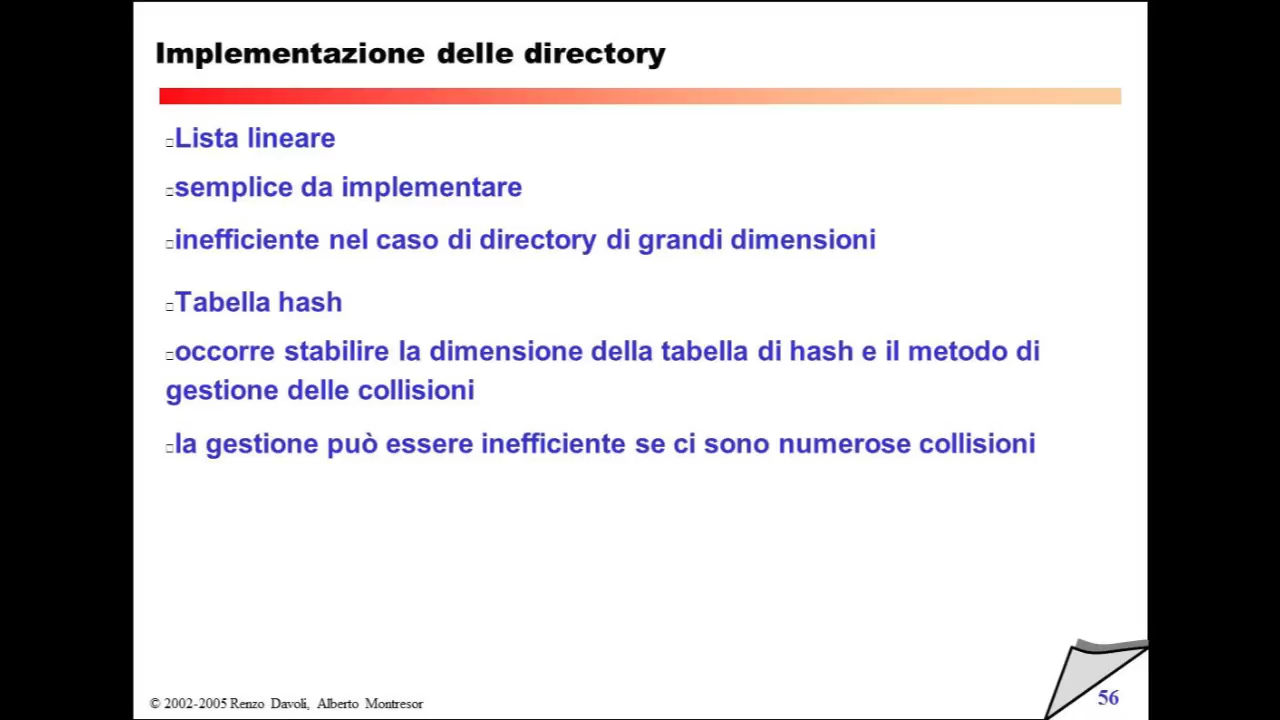 Implementazione delle directory
Lista lineare
semplice da implementare
inefficiente nel caso di directory di grandi dimensioni
Tabella hash
occorre stabilire la dimensione della tabella di hash e il metodo di
gestione delle collisioni
la gestione può essere inefficiente se ci sono numerose collisioni
© 2002-2005 Renzo Davoli, Alberto Montresor
56